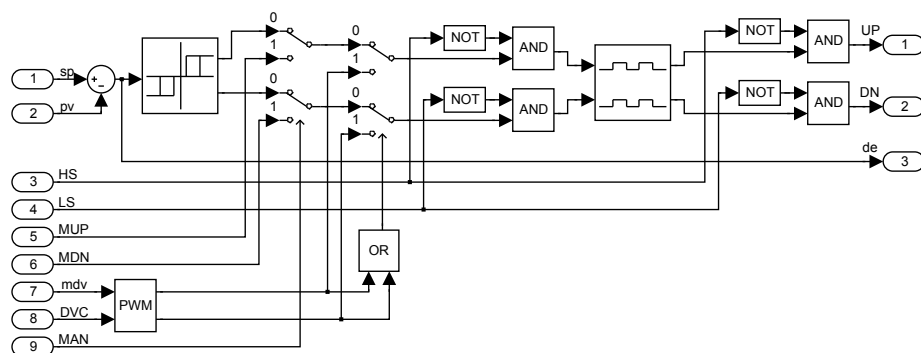 0
1
0
1
NOT
AND
NOT
AND
UP
1
1
sp
+
−
2
pv
0
1
0
1
NOT
AND
NOT
AND
DN
2
de
3
3
HS
4
LS
5
MUP
6
MDN
OR
7
mdv
PWM
8
DVC
9
MAN